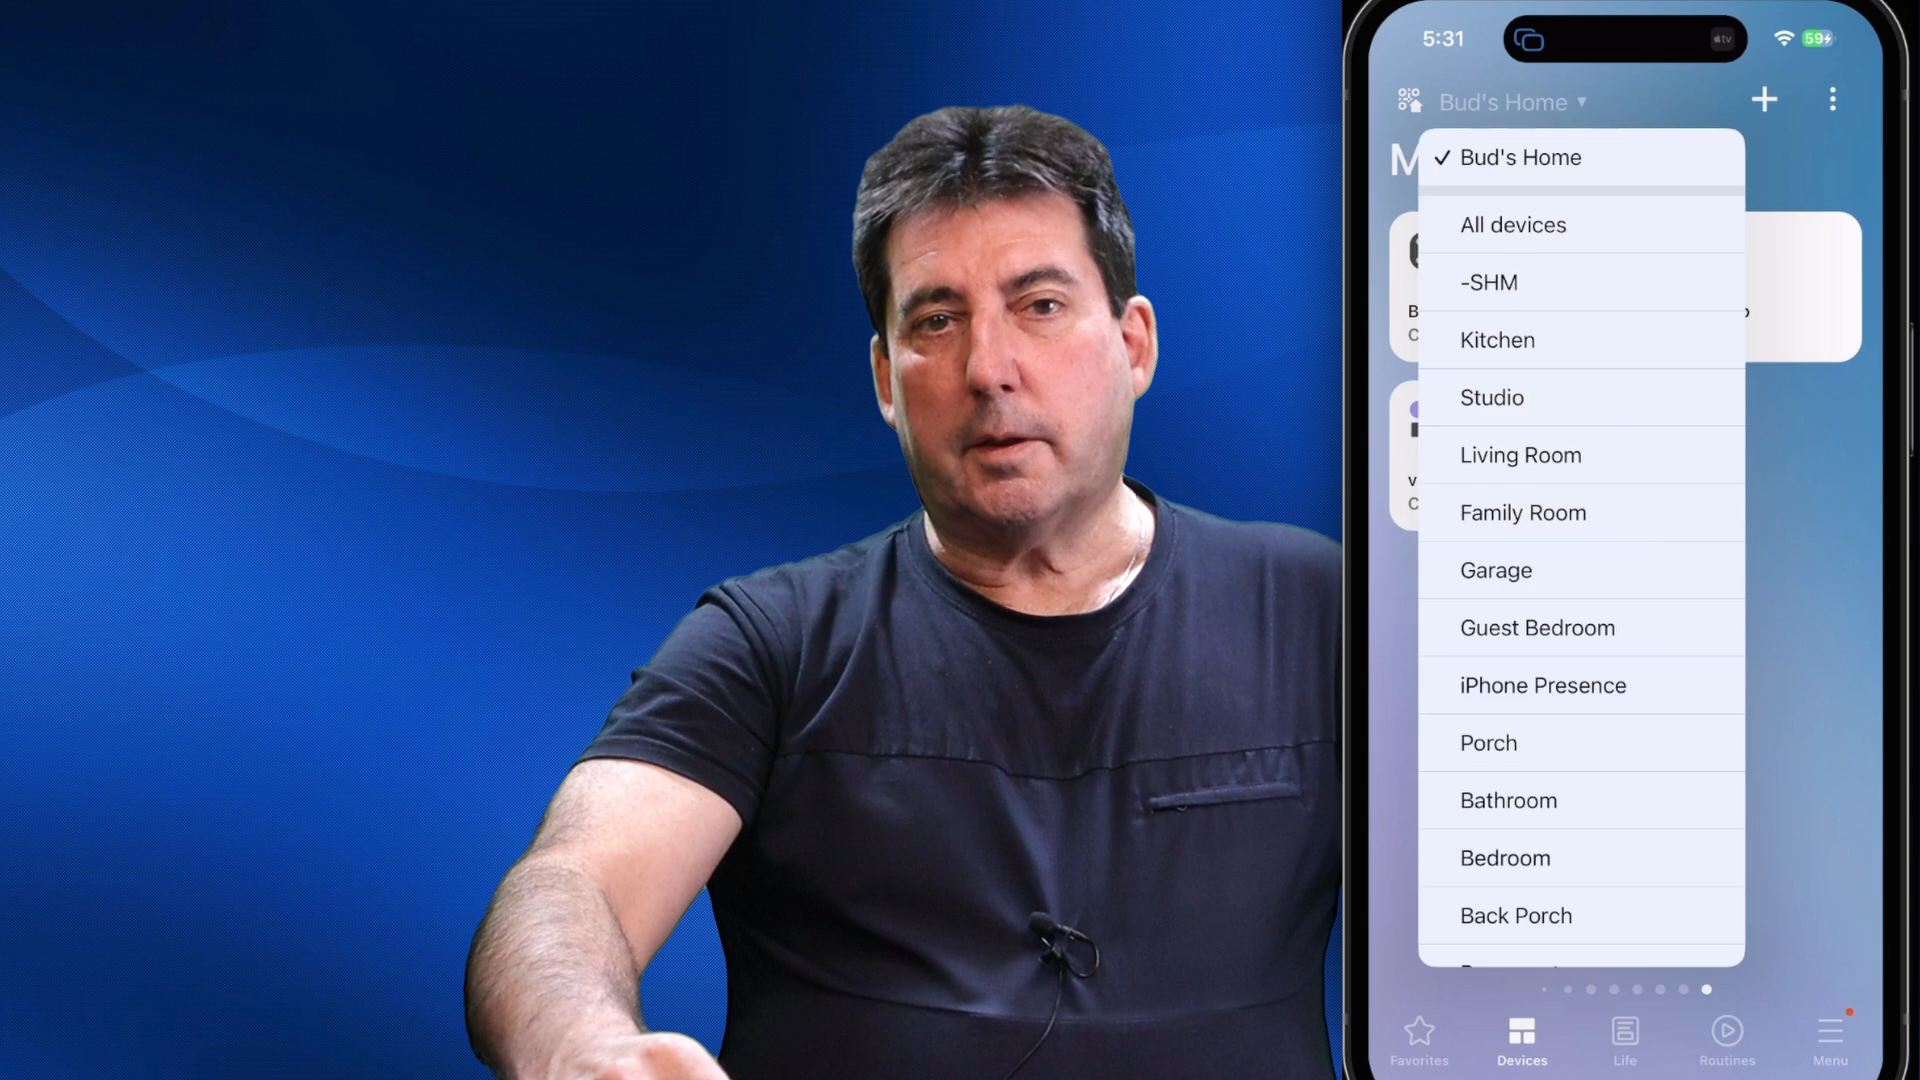 5:31
tv
59
Bud's Home
M
Bud's Home
All devices
-SHM
Kitchen
Studio
Living Room
Family Room
Garage
Guest Bedroom
iPhone Presence
Porch
Bathroom
Bedroom
Back Porch
B
C
v
C
Favorites
Devices
Life
Routines
Menu